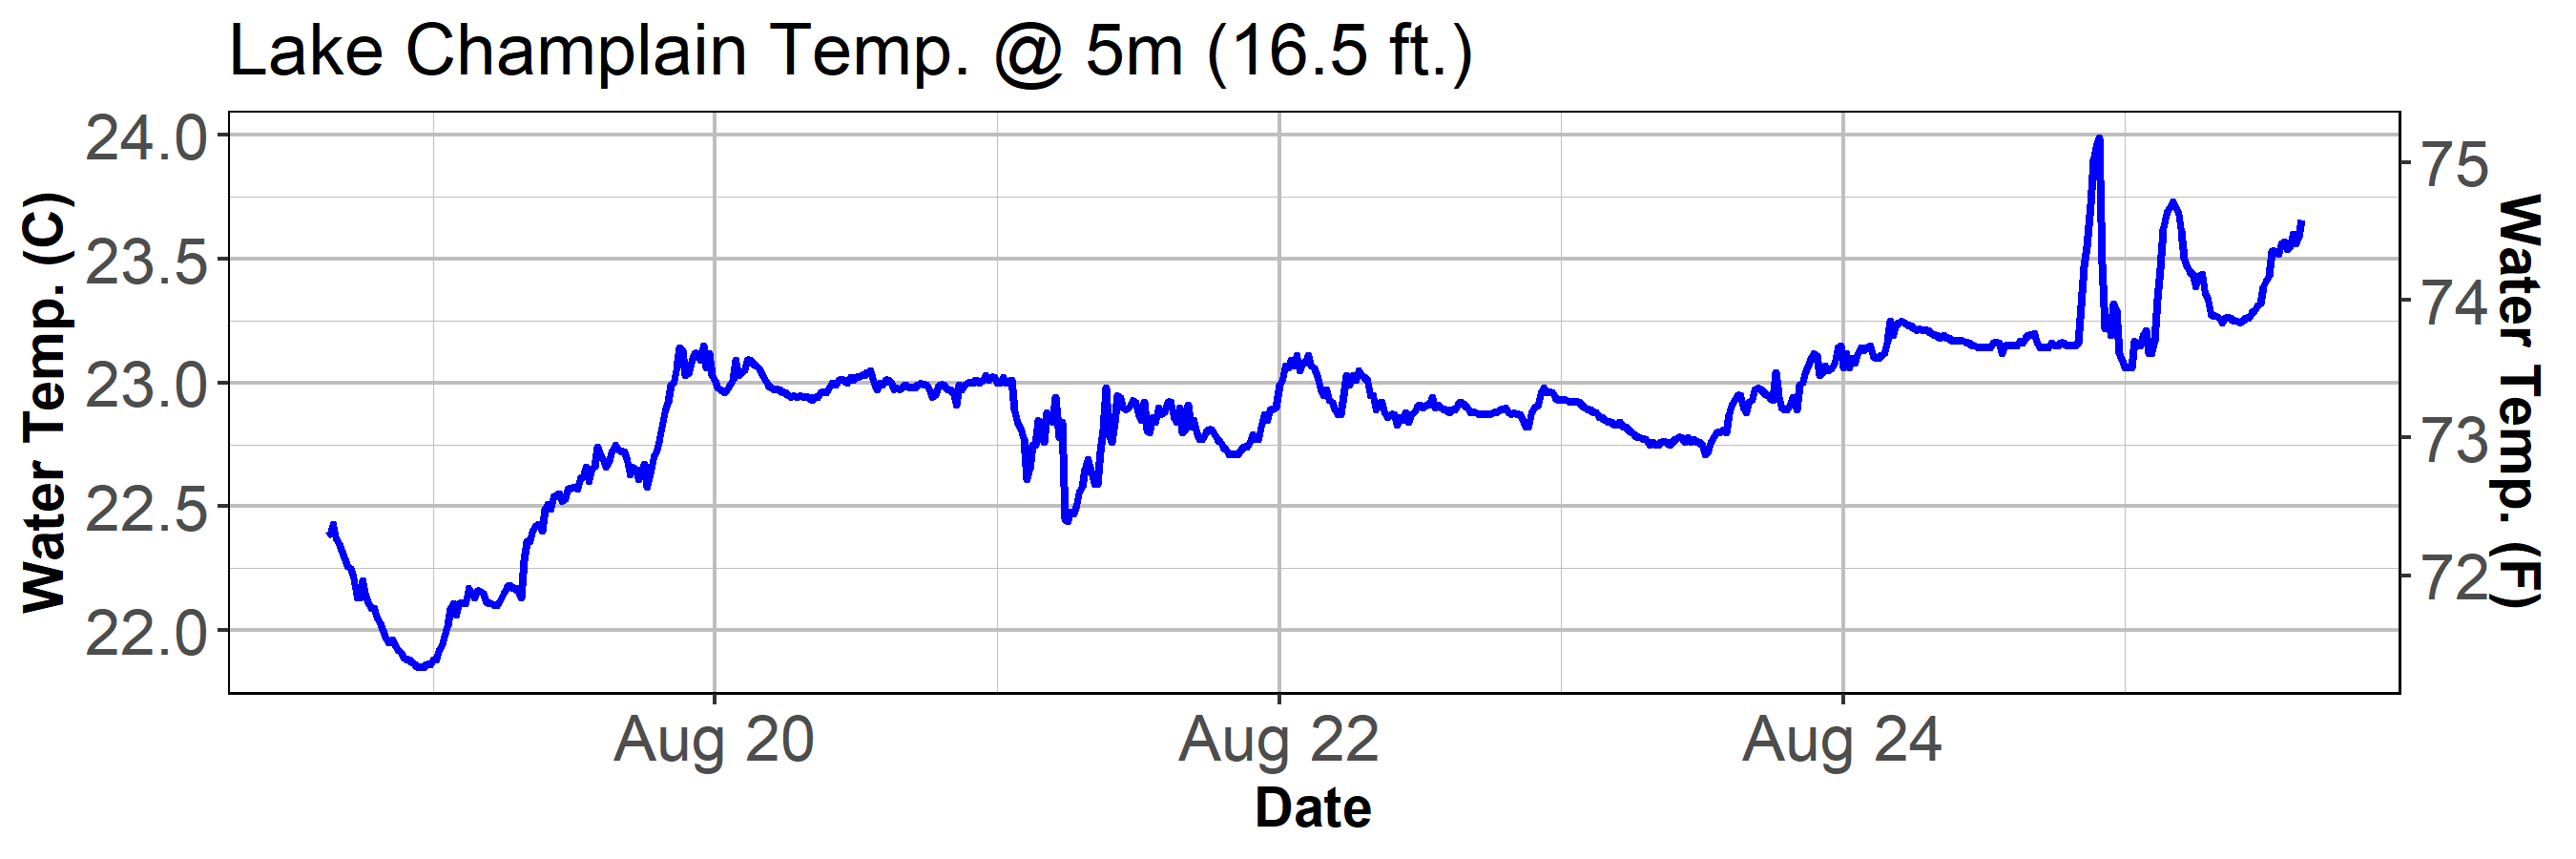 Lake Champlain Temp. @ 5m (16.5 ft.)
Water Temp. (C)
24.0
23.5
23.0
22.5
22.0
75
74
73
72
Water Temp. (F)
Aug 20 Aug 22 Aug 24
Date